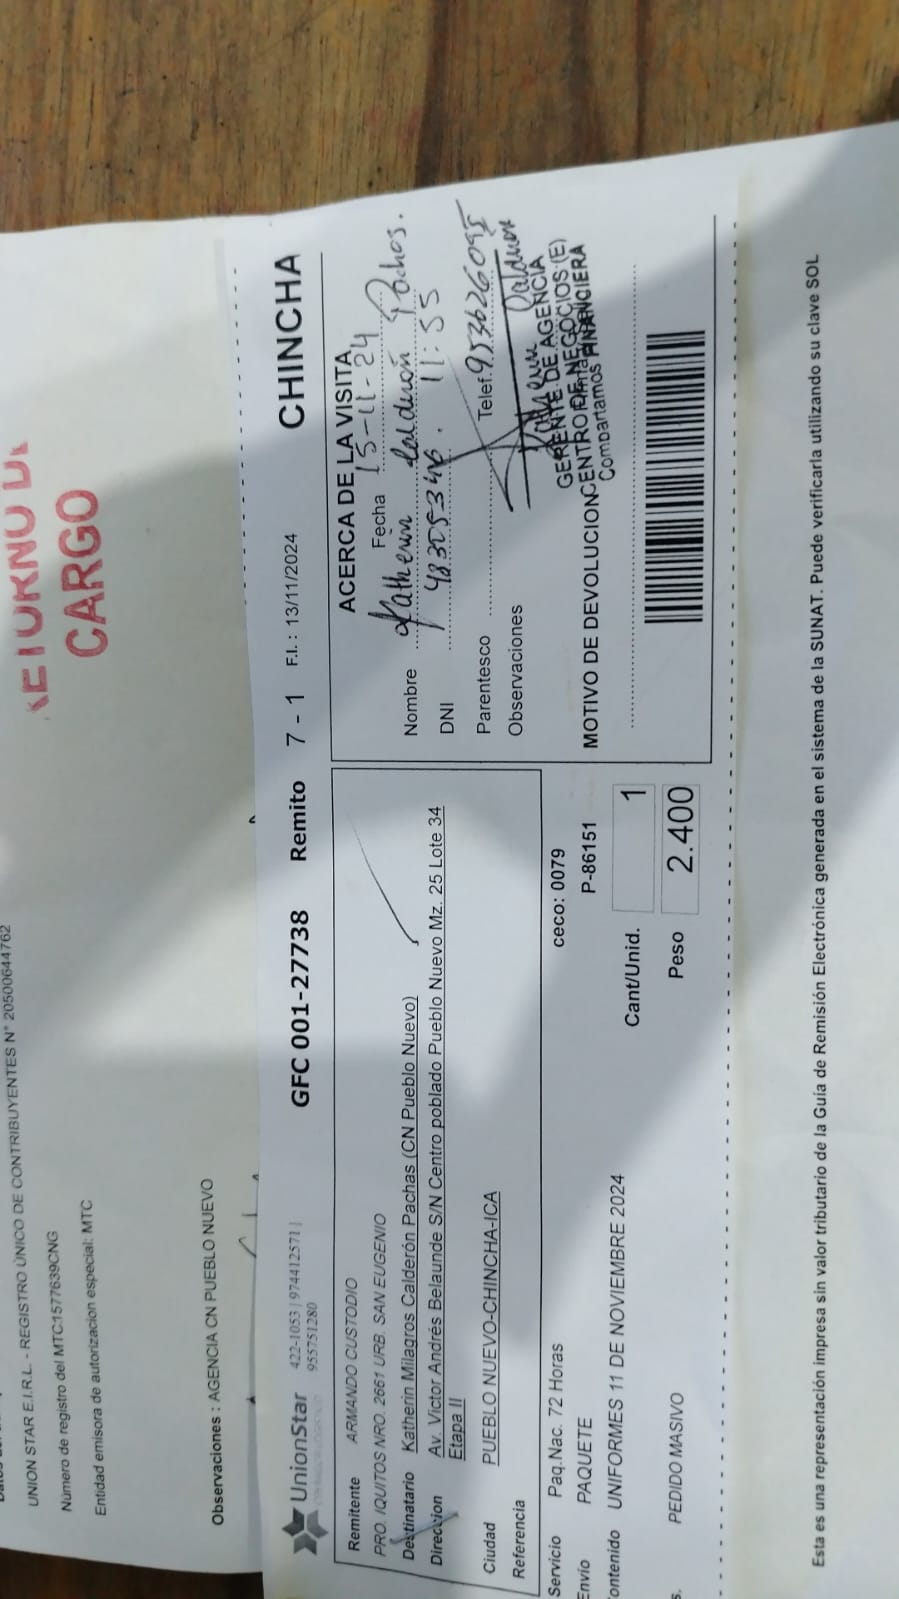 RETORNO DE
CARGO
UNION STAR E.I.R.L. - REGISTRO ÚNICO DE CONTRIBUYENTES N° 20500644762
Número de registro del MTC1577639CNG
Entidad emisora de autorizacion especial: MTC
Observaciones : AGENCIA CN PUEBLO NUEVO
UnionStar 422-1053 | 974412571 |
955751280
GFC 001-27738 Remito 7 - 1 F.I. : 13/11/2024 CHINCHA
Remitente ARMANDO CUSTODIO
PRO. IQUITOS NRO. 2661 URB. SAN EUGENIO
Destinatario Katherin Milagros Calderón Pachas (CN Pueblo Nuevo)
Direccion Av. Victor Andrés Belaunde S/N Centro poblado Pueblo Nuevo Mz. 25 Lote 34
Etapa II
Ciudad PUEBLO NUEVO-CHINCHA-ICA
Referencia
Servicio Paq.Nac. 72 Horas ceco: 0079
Envío PAQUETE P-86151
Contenido UNIFORMES 11 DE NOVIEMBRE 2024 Cant/Unid. 1
Peso 2.400
PEDIDO MASIVO
ACERCA DE LA VISITA
Fecha 15-11-24
Nombre Katherin Calderón Pachas.
DNI 48305346 . 11:55
Parentesco Telef 953626095
Observaciones
GERENTE DE AGENCIA
CENTRO DE NEGOCIOS (E)
Compartamos FINANCIERA
MOTIVO DE DEVOLUCION
Esta es una representación impresa sin valor tributario de la Guía de Remisión Electrónica generada en el sistema de la SUNAT. Puede verificarla utilizando su clave SOL